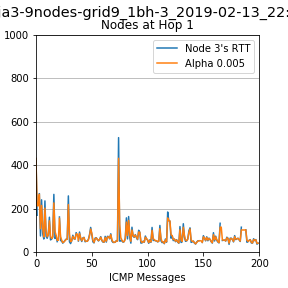 ja3-9nodes-grid9_1bh-3_2019-02-13_22:
Nodes at Hop 1
1000
800
600
400
200
0
Node 3's RTT
Alpha 0.005
0 50 100 150 200
ICMP Messages